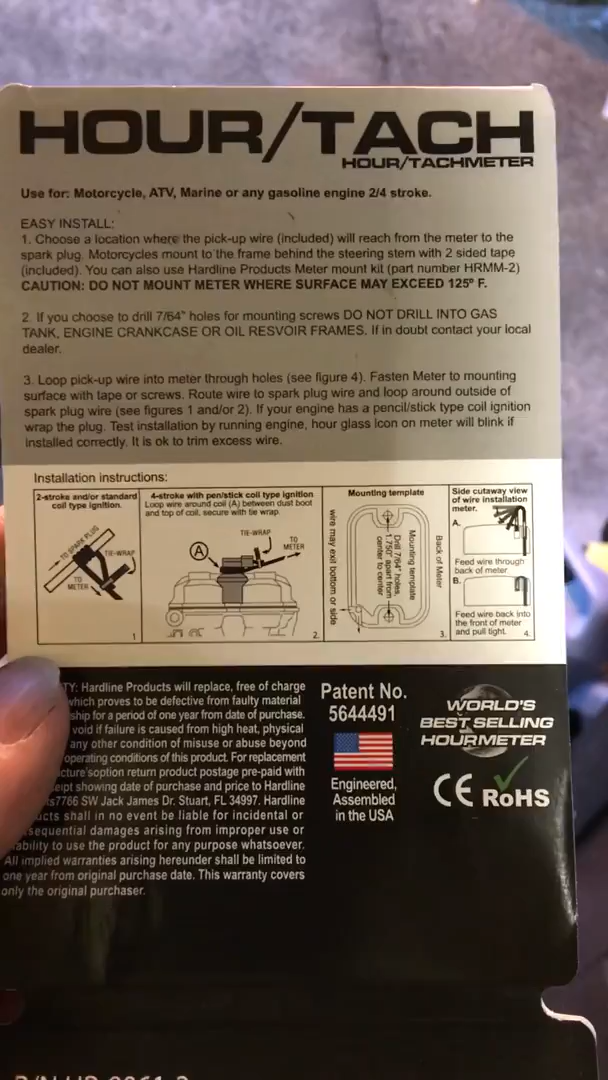 HOUR/TACH
HOUR/TACHMETER
Use for: Motorcycle, ATV, Marine or any gasoline engine 2/4 stroke.
EASY INSTALL:
1. Choose a location where the pick-up wire (included) will reach from the meter to the
spark plug. Motorcycles mount to the frame behind the steering stem with 2 sided tape
(included). You can also use Hardline Products Meter mount kit (part number HRMM-2)
CAUTION: DO NOT MOUNT METER WHERE SURFACE MAY EXCEED 125º F.
2. If you choose to drill 7/64" holes for mounting screws DO NOT DRILL INTO GAS
TANK, ENGINE CRANKCASE OR OIL RESVOIR FRAMES. If in doubt contact your local
dealer.
3. Loop pick-up wire into meter through holes (see figure 4). Fasten Meter to mounting
surface with tape or screws. Route wire to spark plug wire and loop around outside of
spark plug wire (see figures 1 and/or 2). If your engine has a pencil/stick type coil ignition
wrap the plug. Test installation by running engine, hour glass Icon on meter will blink if
installed correctly. It is ok to trim excess wire.
Installation instructions:
2-stroke and/or standard
coil type ignition.
TO SPARK PLUG
TIE-WRAP
TO
METER
1
4-stroke with pen/stick coil type ignition
Loop wire around coil (A) between dust boot
and top of coil, secure with tie wrap.
TIE-WRAP
TO
METER
A
2.
Mounting template
wire may exit bottom or side
Mounting template
Drill 7/64" holes,
1.750" apart from
center to center
Back of Meter
3.
Side cutaway view
of wire installation
meter.
A.
Feed wire through
back of meter
B.
Feed wire back into
the front of meter
and pull tight.
4.
TY: Hardline Products will replace, free of charge
which proves to be defective from faulty material
ship for a period of one year from date of purchase.
void if failure is caused from high heat, physical
any other condition of misuse or abuse beyond
operating conditions of this product. For replacement
cture'soption return product postage pre-paid with
eipt showing date of purchase and price to Hardline
ts7766 SW Jack James Dr. Stuart, FL 34997. Hardline
ucts shall in no event be liable for incidental or
sequential damages arising from improper use or
ability to use the product for any purpose whatsoever.
All implied warranties arising hereunder shall be limited to
one year from original purchase date. This warranty covers
only the original purchaser.
Patent No.
5644491
Engineered,
Assembled
in the USA
WORLD'S
BEST SELLING
HOURMETER
CE RoHS